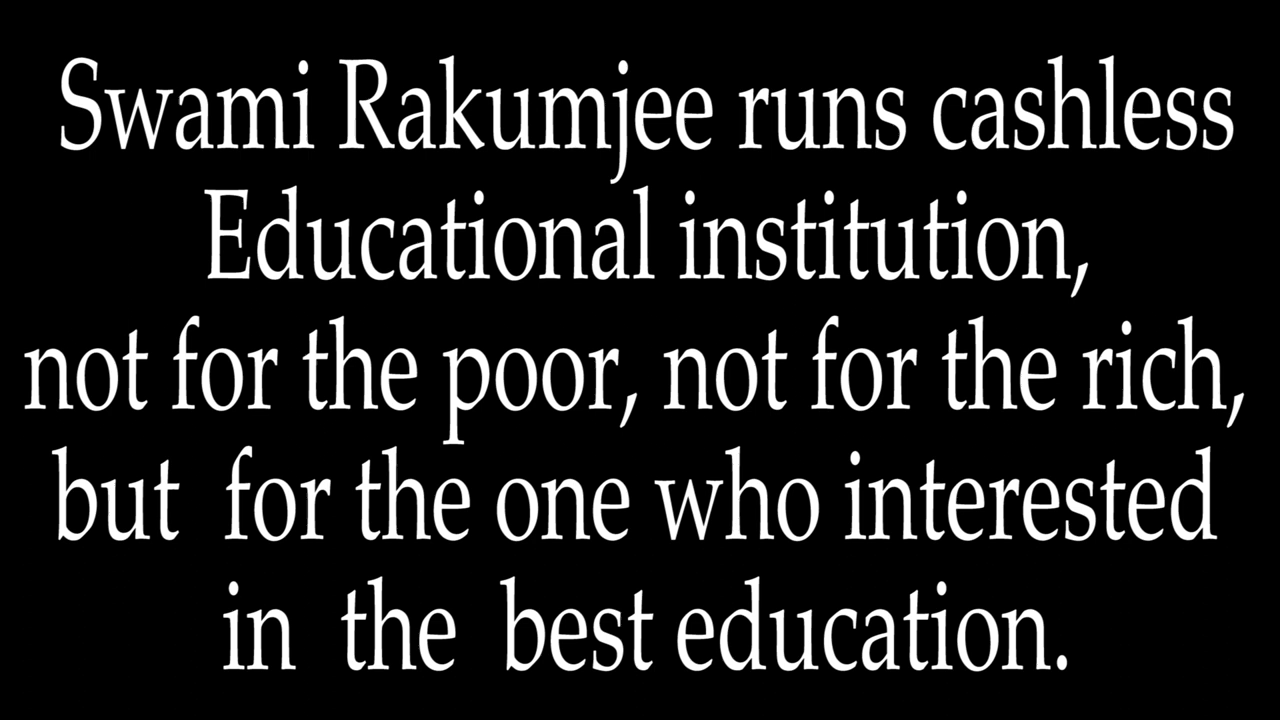 Swami Rakumjee runs cashless
Educational institution,
not for the poor, not for the rich,
but for the one who interested
in the best education.